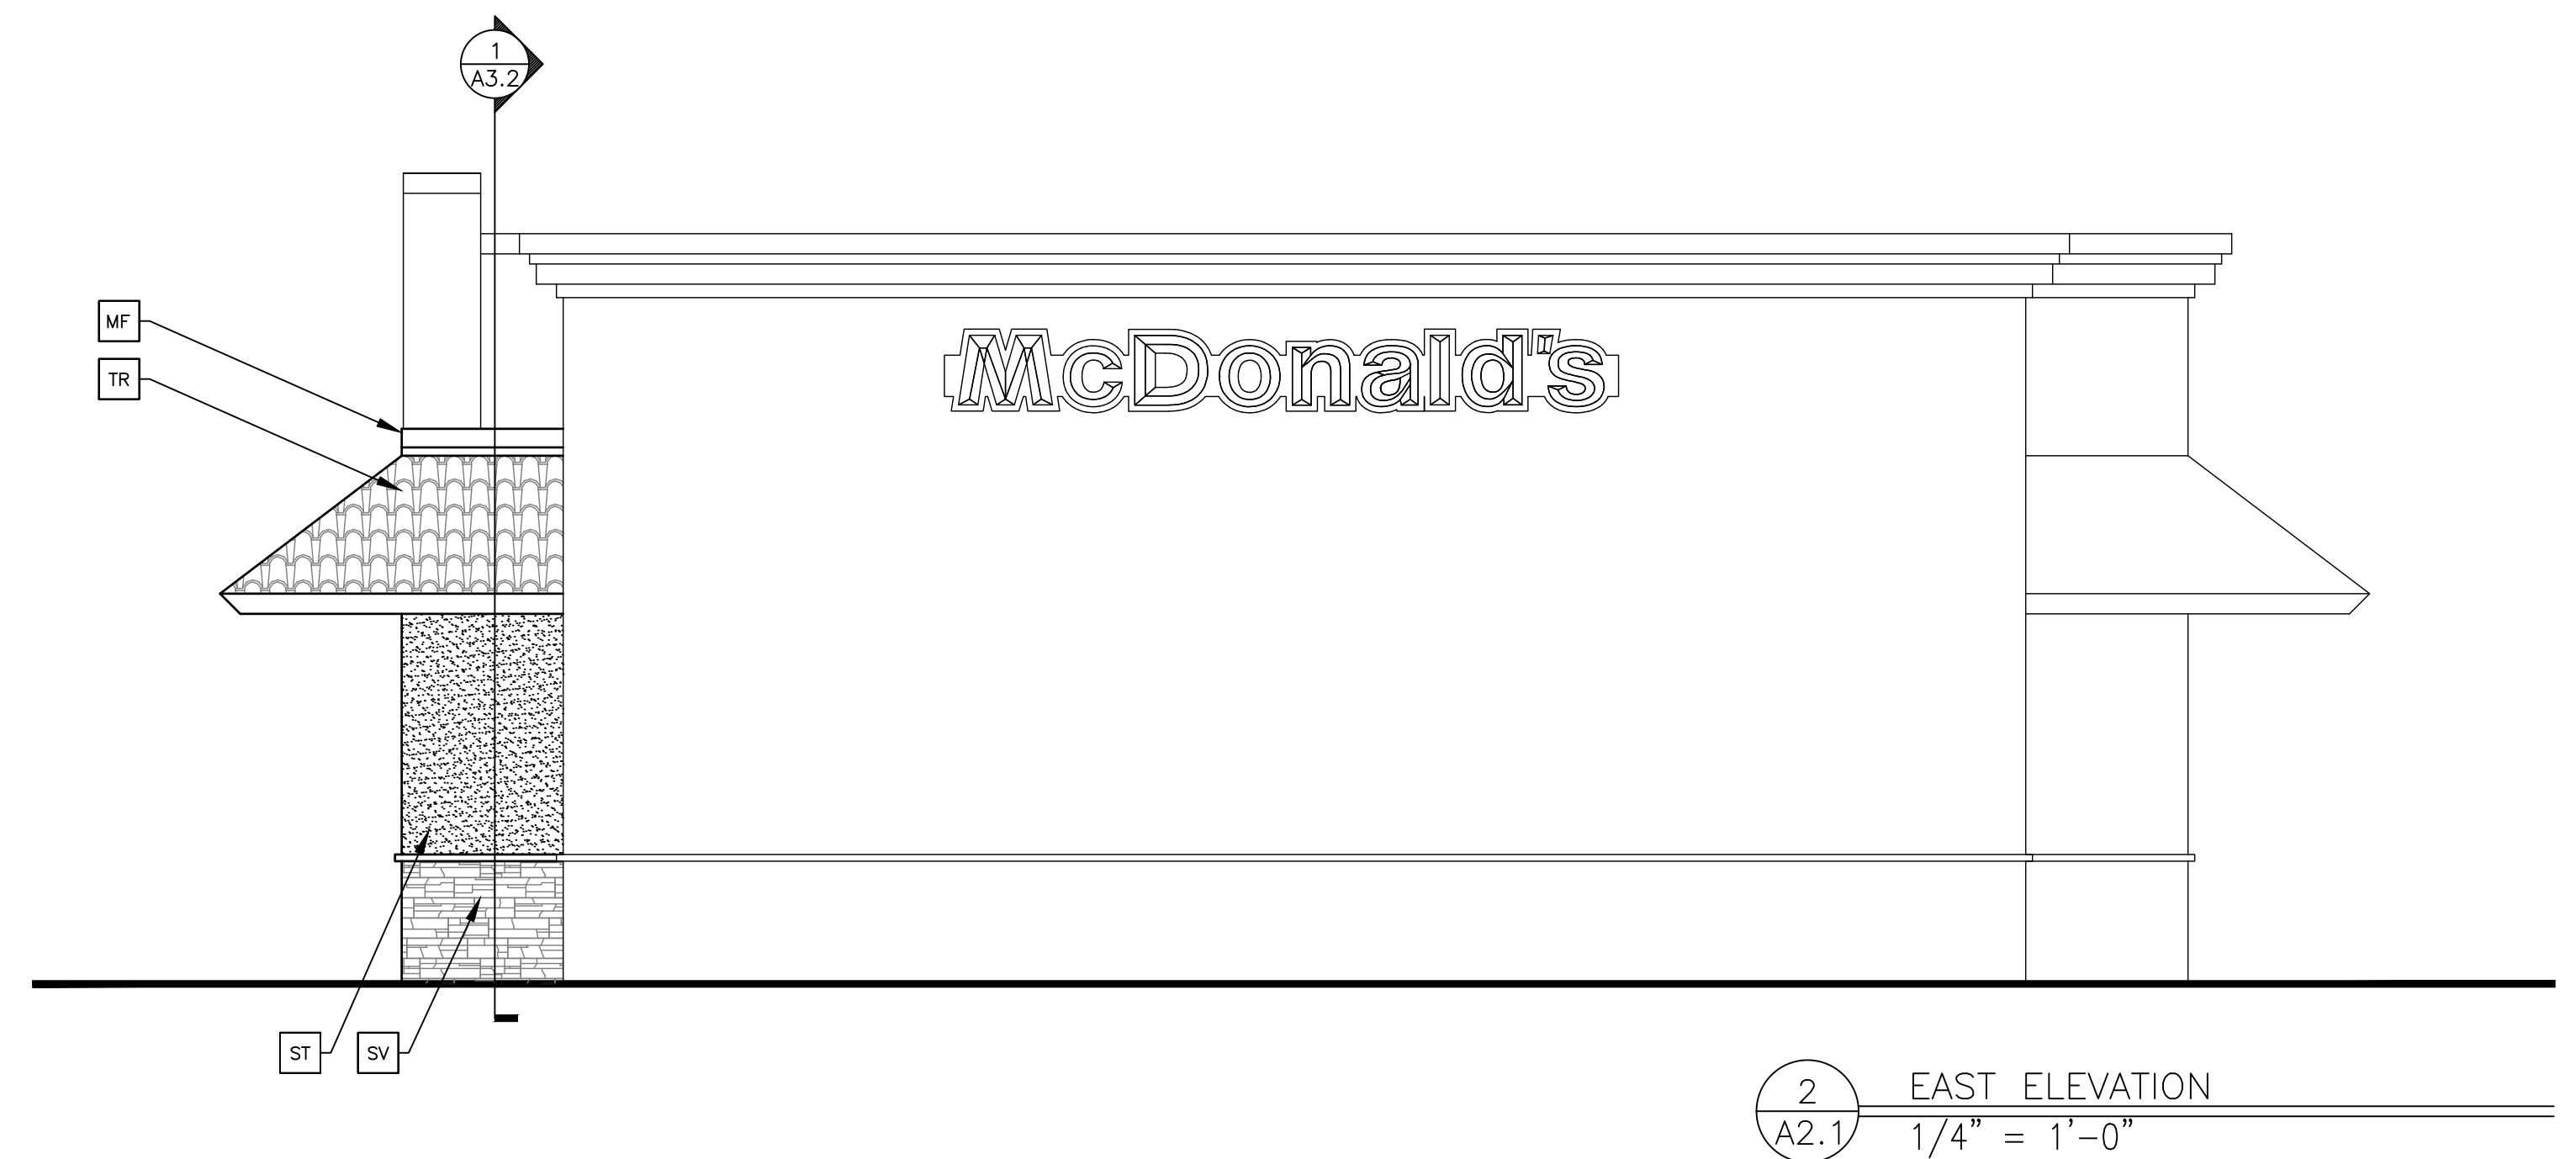 1
A3.2
MF
McDonald's
TR
ST
SV
2
EAST ELEVATION
A2.1
1/4" = 1'-0"